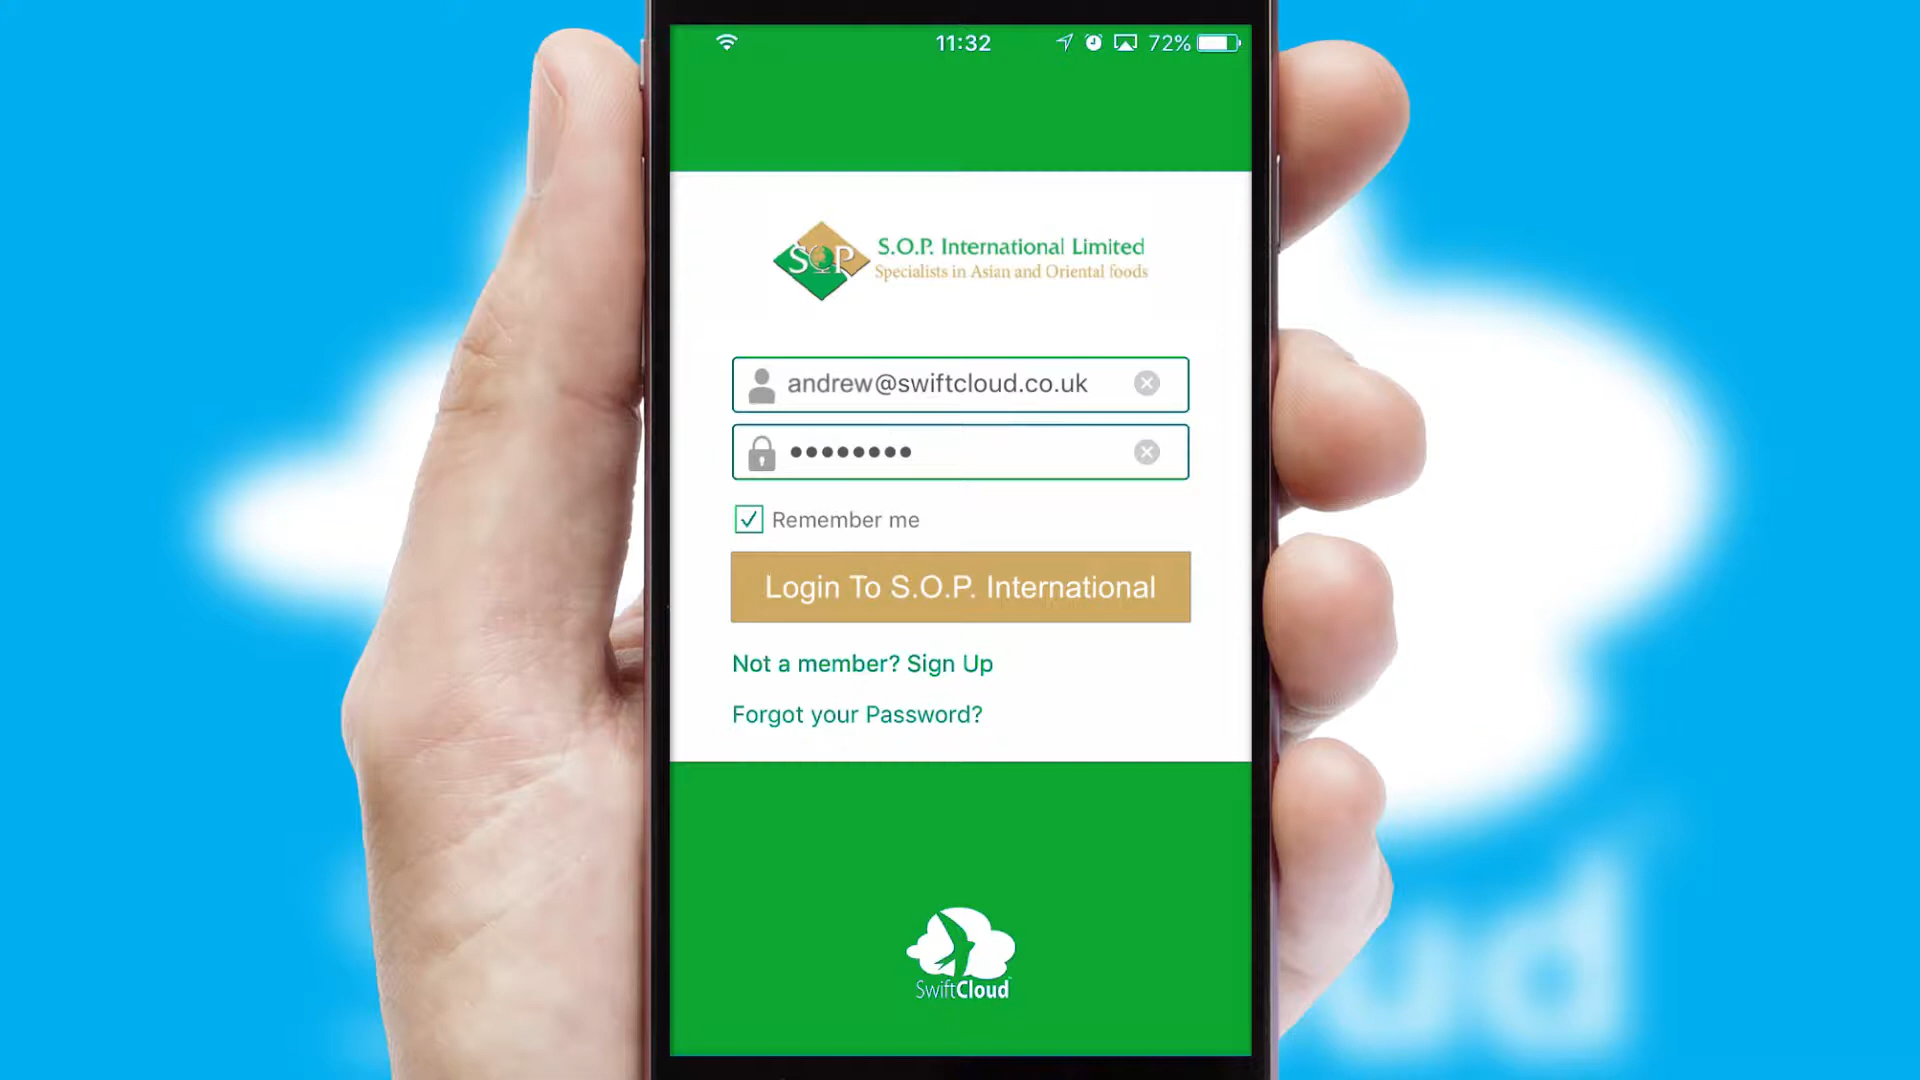 11:32 72%
SOP
S.O.P. International Limited
Specialists in Asian and Oriental foods
andrew@swiftcloud.co.uk
••••••••
Remember me
Login To S.O.P. International
Not a member? Sign Up
Forgot your Password?
SwiftCloud
ud